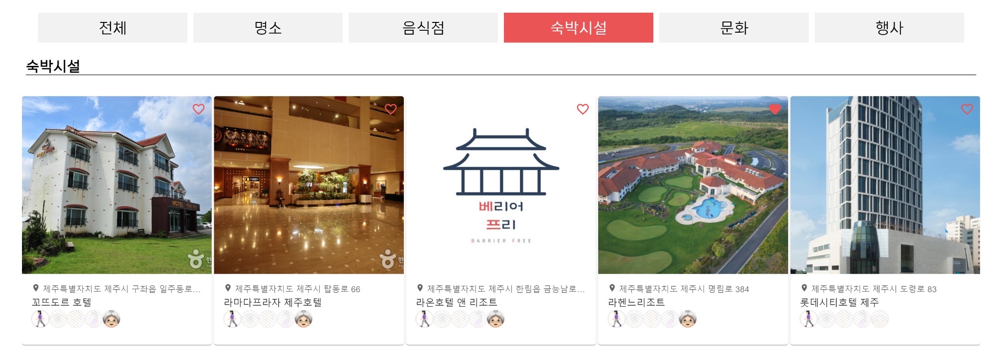 전체
명소
음식점
숙박시설
문화
행사
숙박시설
CASINO
RAMADA PLAZA JEJU
HOTEL
베리어
프리
BARRIER FREE
제주특별자치도 제주시 구좌읍 일주동로...
꼬뜨도르 호텔
제주특별자치도 제주시 탑동로 66
라마다프라자 제주호텔
제주특별자치도 제주시 한림읍 금능남로...
라온호텔 앤 리조트
제주특별자치도 제주시 명림로 384
라헨느리조트
제주특별자치도 제주시 도령로 83
롯데시티호텔 제주